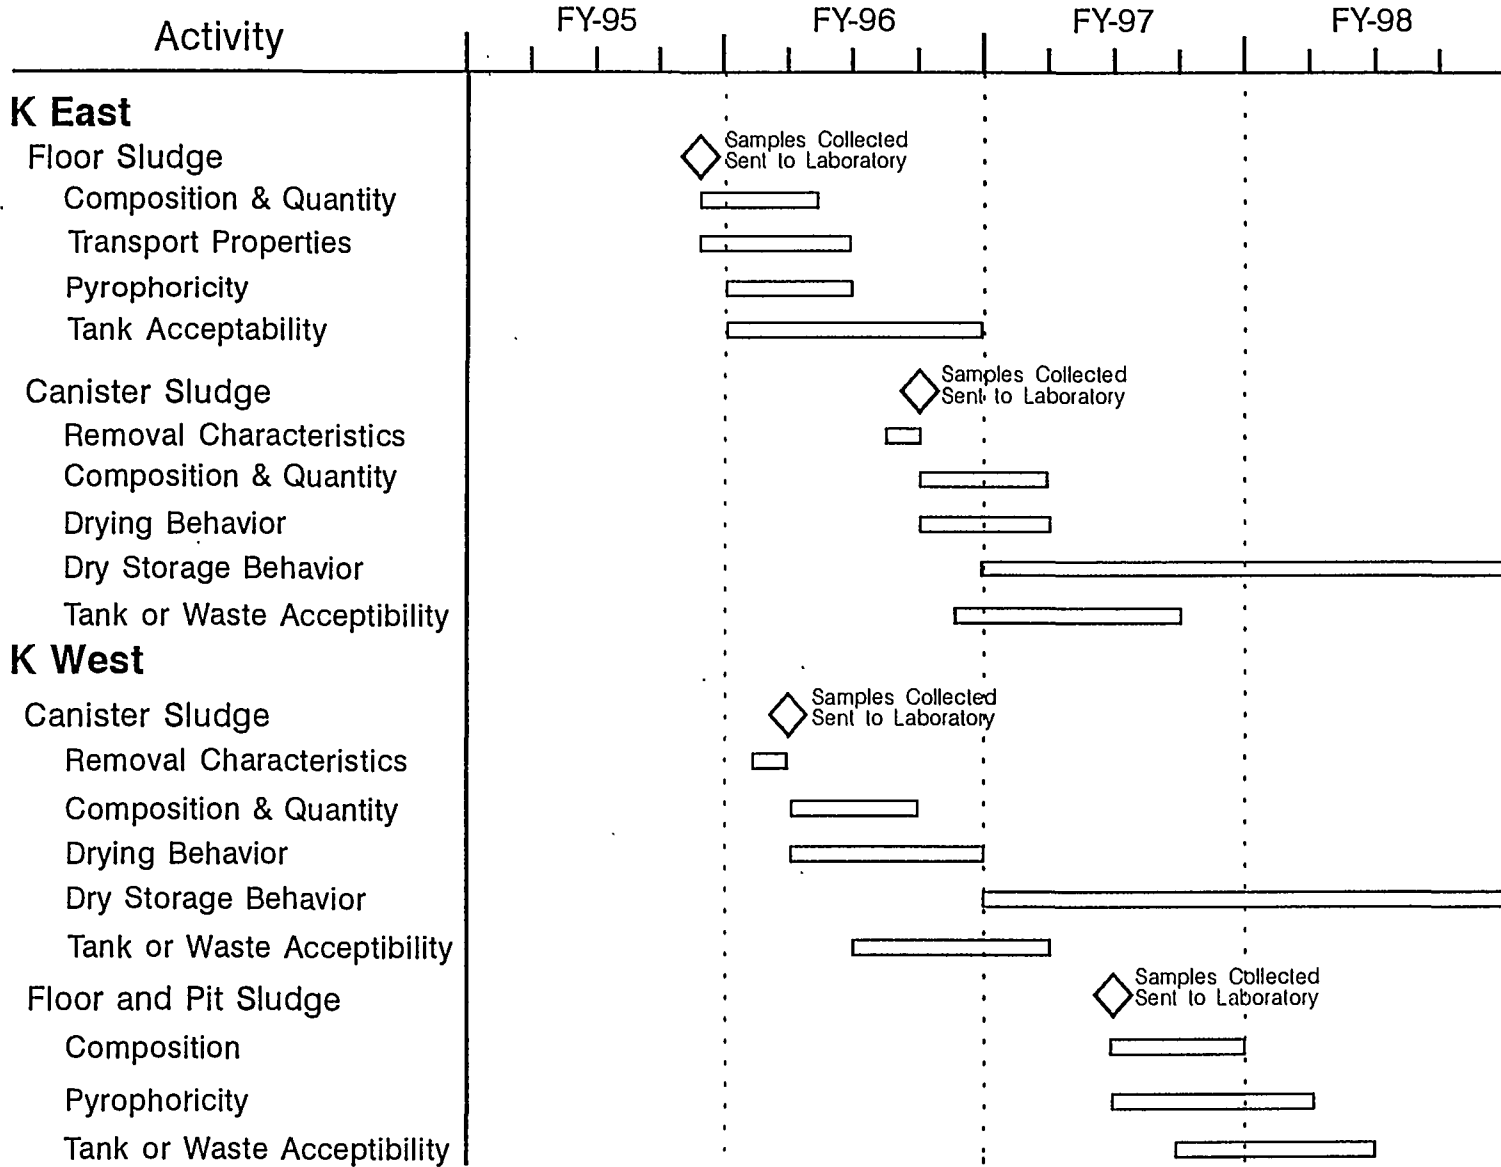 Activity
FY-95
FY-96
FY-97
FY-98
K East
Floor Sludge
Samples Collected
Sent to Laboratory
Composition & Quantity
Transport Properties
Pyrophoricity
Tank Acceptability
Canister Sludge
Samples Collected
Sent to Laboratory
Removal Characteristics
Composition & Quantity
Drying Behavior
Dry Storage Behavior
Tank or Waste Acceptibility
K West
Canister Sludge
Samples Collected
Sent to Laboratory
Removal Characteristics
Composition & Quantity
Drying Behavior
Dry Storage Behavior
Tank or Waste Acceptibility
Floor and Pit Sludge
Samples Collected
Sent to Laboratory
Composition
Pyrophoricity
Tank or Waste Acceptibility